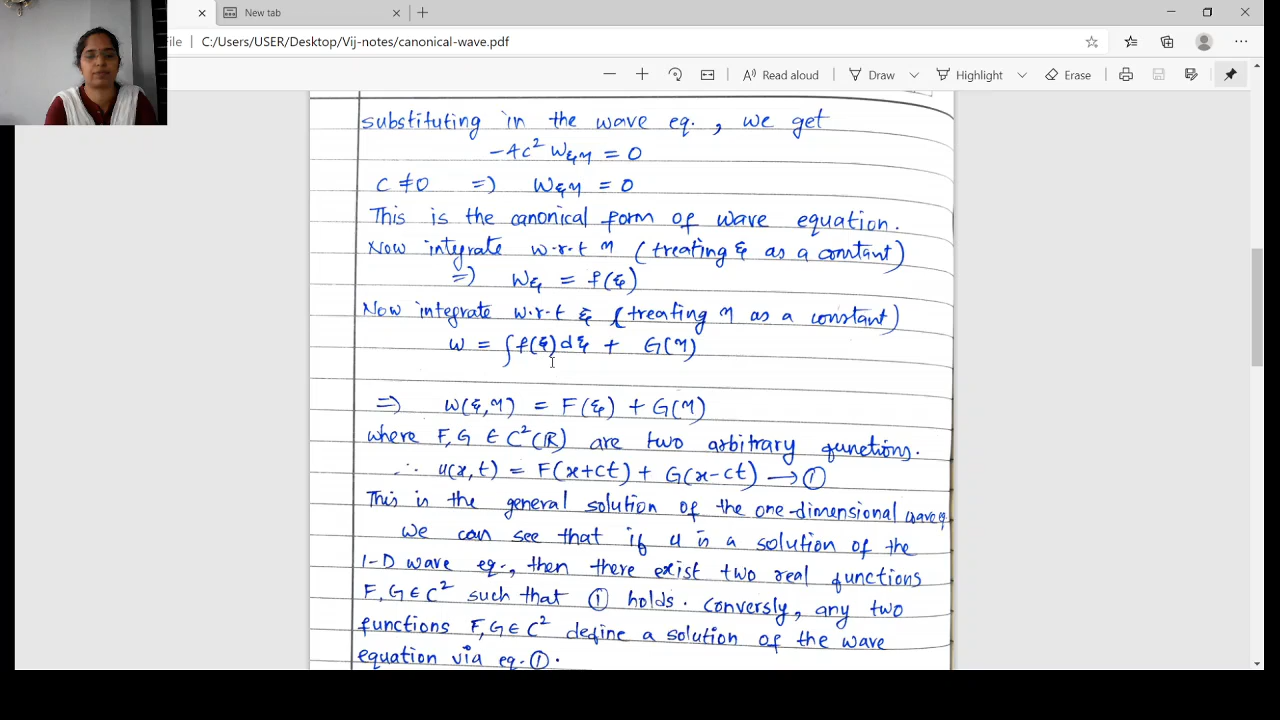 New tab
File
C:/Users/USER/Desktop/Vij-notes/canonical-wave.pdf
Read aloud
Draw
Highlight
Erase
substituting in the wave eq., we get
-4c² Wξη = 0
C ≠ 0 => Wξη = 0
This is the canonical form of wave equation.
Now integrate w.r.t η (treating ξ as a constant)
=> Wξ = f(ξ)
Now integrate w.r.t ξ (treating η as a constant)
w = ∫f(ξ)dξ + G(η)
=> w(ξ,η) = F(ξ) + G(η)
where F,G ∈ C²(ℝ) are two arbitrary functions.
∴ u(x,t) = F(x+ct) + G(x-ct) → ①
This is the general solution of the one-dimensional wave eq.
We can see that if u is a solution of the
1-D wave eq., then there exist two real functions
F, G ∈ C² such that ① holds. Conversly, any two
functions F, G ∈ C² define a solution of the wave
equation via eq. ①.